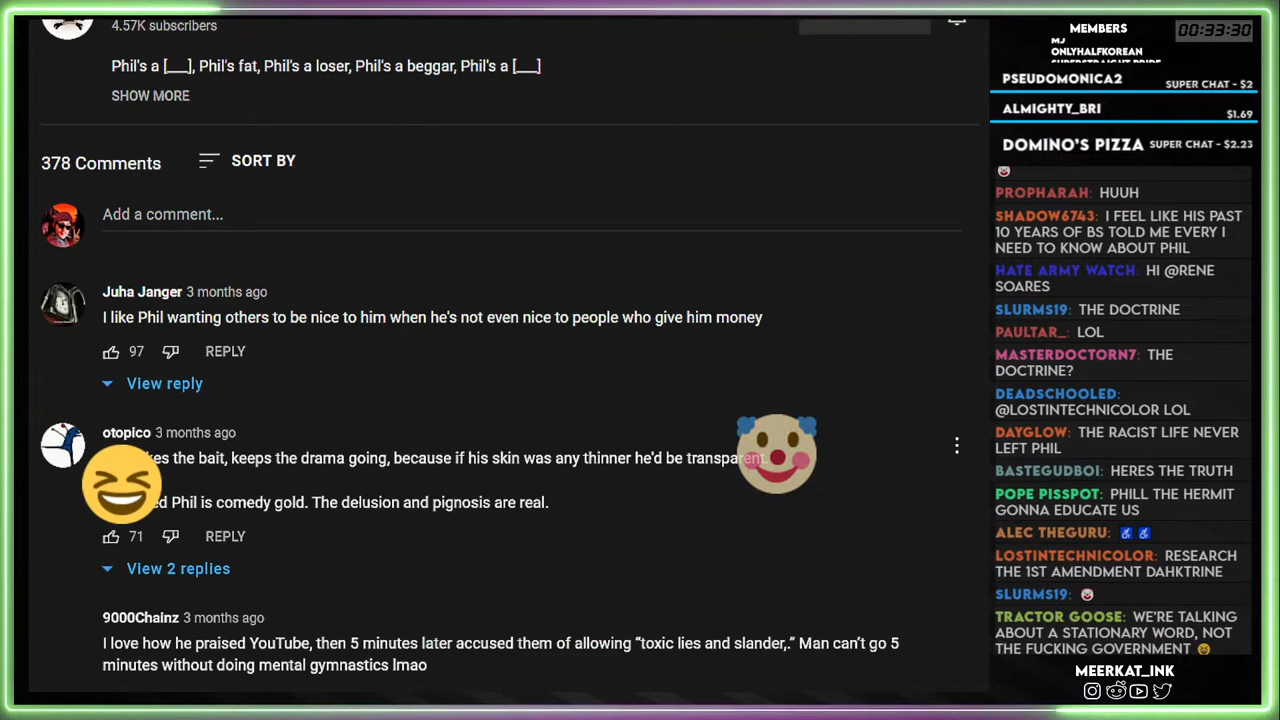 4.57K subscribers
Phil's a [___], Phil's fat, Phil's a loser, Phil's a beggar, Phil's a [___]
SHOW MORE
378 Comments
SORT BY
Add a comment...
Juha Janger 3 months ago
I like Phil wanting others to be nice to him when he's not even nice to people who give him money
97 REPLY
View reply
otopico 3 months ago
the bait, keeps the drama going, because if his skin was any thinner he'd be transparent.
Phil is comedy gold. The delusion and pignosis are real.
71 REPLY
View 2 replies
9000Chainz 3 months ago
I love how he praised YouTube, then 5 minutes later accused them of allowing “toxic lies and slander,.” Man can’t go 5
minutes without doing mental gymnastics lmao
MEMBERS
00:33:30
MJ
ONLYHALFKOREAN
SUPERSTRAIGHT PRIDE
PSEUDOMONICA2 SUPER CHAT - $2
ALMIGHTY_BRI $1.69
DOMINO'S PIZZA SUPER CHAT - $2.23
PROPHARAH: HUUH
SHADOW6743: I FEEL LIKE HIS PAST
10 YEARS OF BS TOLD ME EVERY I
NEED TO KNOW ABOUT PHIL
HATE ARMY WATCH: HI @RENE
SOARES
SLURMS19: THE DOCTRINE
PAULTAR_: LOL
MASTERDOCTORN7: THE
DOCTRINE?
DEADSCHOOLED:
@LOSTINTECHNICOLOR LOL
DAYGLOW: THE RACIST LIFE NEVER
LEFT PHIL
BASTEGUDBOI: HERES THE TRUTH
POPE PISSPOT: PHILL THE HERMIT
GONNA EDUCATE US
ALEC THEGURU: ♿ ♿
LOSTINTECHNICOLOR: RESEARCH
THE 1ST AMENDMENT DAHKTRINE
SLURMS19: 🤡
TRACTOR GOOSE: WE'RE TALKING
ABOUT A STATIONARY WORD, NOT
THE FUCKING GOVERNMENT 😆
MEERKAT_INK